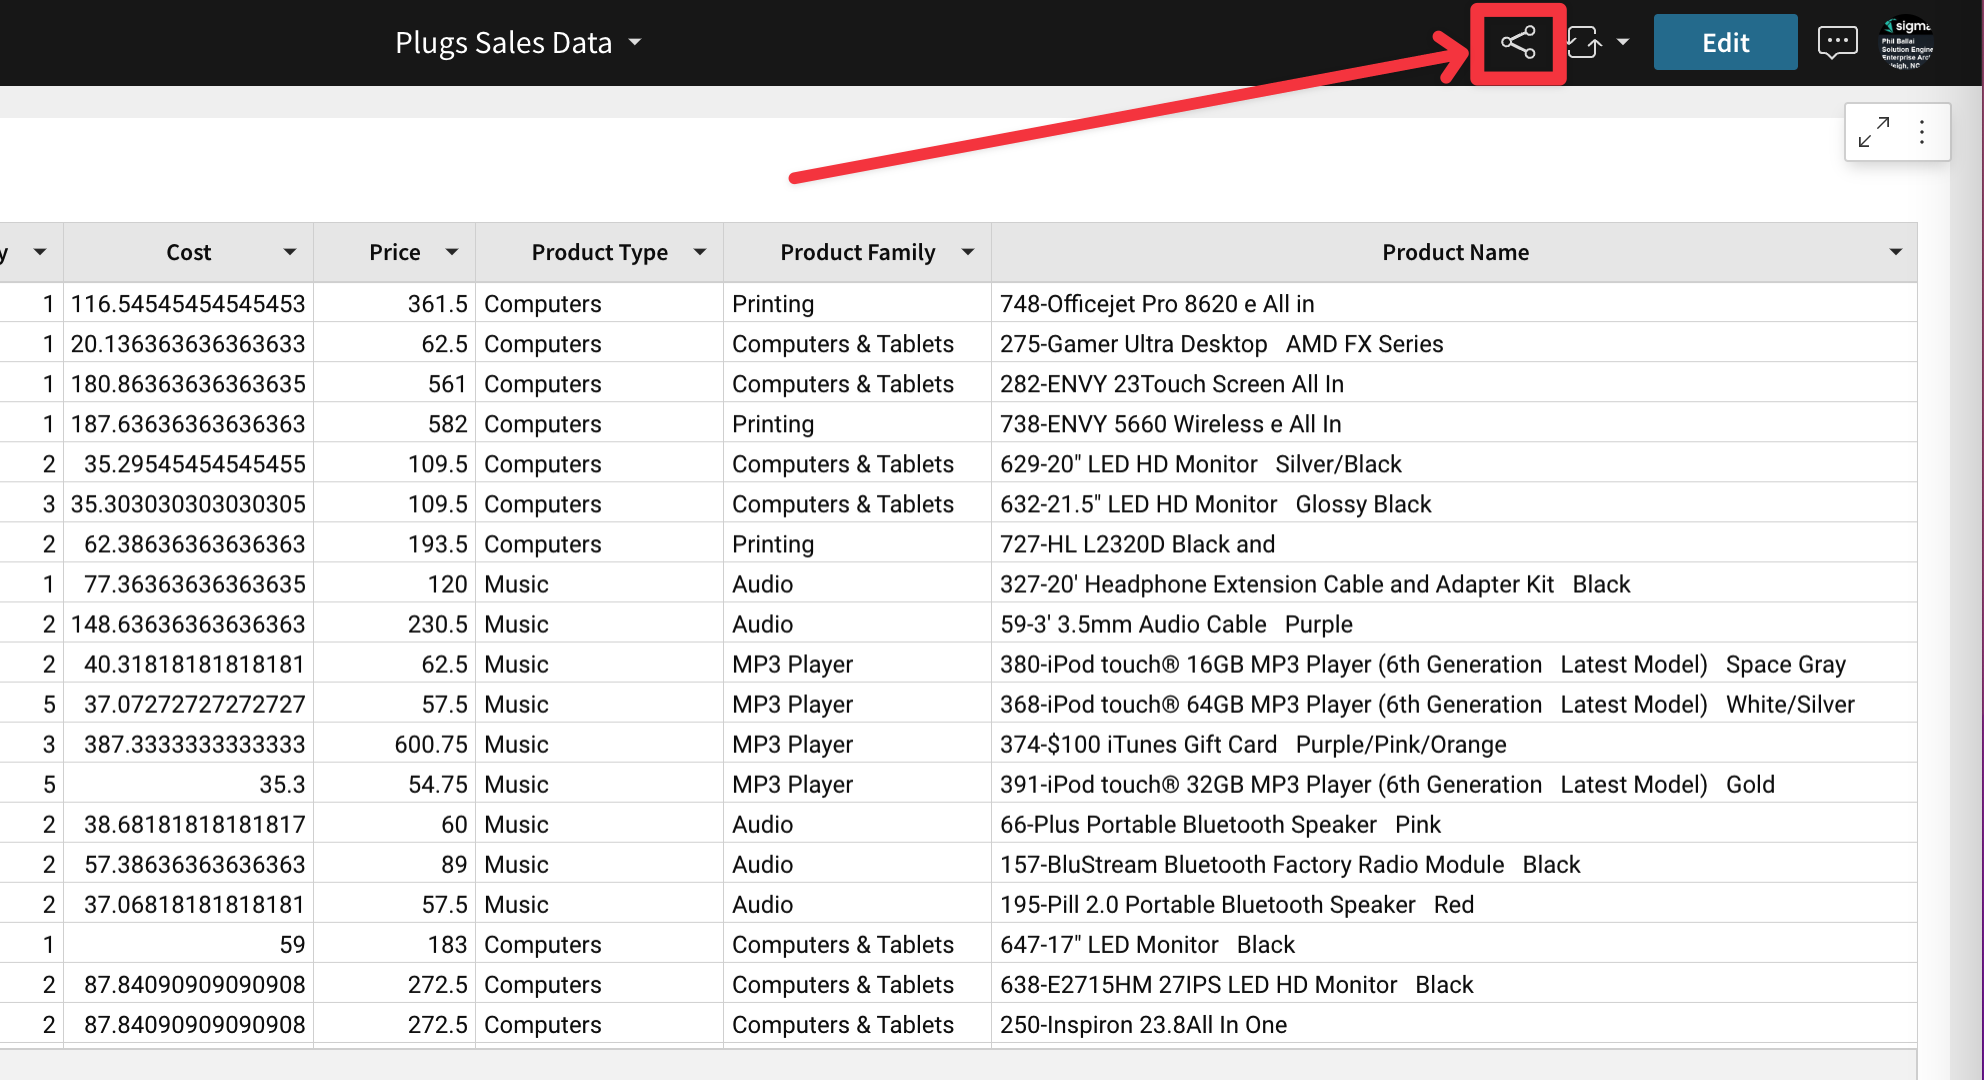 Plugs Sales Data
Edit
sigma
Phil Ballai
Solution Engine
Enterprise Arc
leigh, NC
y Cost Price Product Type Product Family Product Name
1 116.54545454545453 361.5 Computers Printing 748-Officejet Pro 8620 e All in
1 20.136363636363633 62.5 Computers Computers & Tablets 275-Gamer Ultra Desktop   AMD FX Series
1 180.86363636363635 561 Computers Computers & Tablets 282-ENVY 23Touch Screen All In
1 187.63636363636363 582 Computers Printing 738-ENVY 5660 Wireless e All In
2 35.29545454545455 109.5 Computers Computers & Tablets 629-20" LED HD Monitor   Silver/Black
3 35.303030303030305 109.5 Computers Computers & Tablets 632-21.5" LED HD Monitor   Glossy Black
2 62.38636363636363 193.5 Computers Printing 727-HL L2320D Black and
1 77.36363636363635 120 Music Audio 327-20' Headphone Extension Cable and Adapter Kit   Black
2 148.63636363636363 230.5 Music Audio 59-3' 3.5mm Audio Cable   Purple
2 40.31818181818181 62.5 Music MP3 Player 380-iPod touch® 16GB MP3 Player (6th Generation   Latest Model)   Space Gray
5 37.07272727272727 57.5 Music MP3 Player 368-iPod touch® 64GB MP3 Player (6th Generation   Latest Model)   White/Silver
3 387.3333333333333 600.75 Music MP3 Player 374-$100 iTunes Gift Card   Purple/Pink/Orange
5 35.3 54.75 Music MP3 Player 391-iPod touch® 32GB MP3 Player (6th Generation   Latest Model)   Gold
2 38.68181818181817 60 Music Audio 66-Plus Portable Bluetooth Speaker   Pink
2 57.38636363636363 89 Music Audio 157-BluStream Bluetooth Factory Radio Module   Black
2 37.06818181818181 57.5 Music Audio 195-Pill 2.0 Portable Bluetooth Speaker   Red
1 59 183 Computers Computers & Tablets 647-17" LED Monitor   Black
2 87.84090909090908 272.5 Computers Computers & Tablets 638-E2715HM 27IPS LED HD Monitor   Black
2 87.84090909090908 272.5 Computers Computers & Tablets 250-Inspiron 23.8All In One